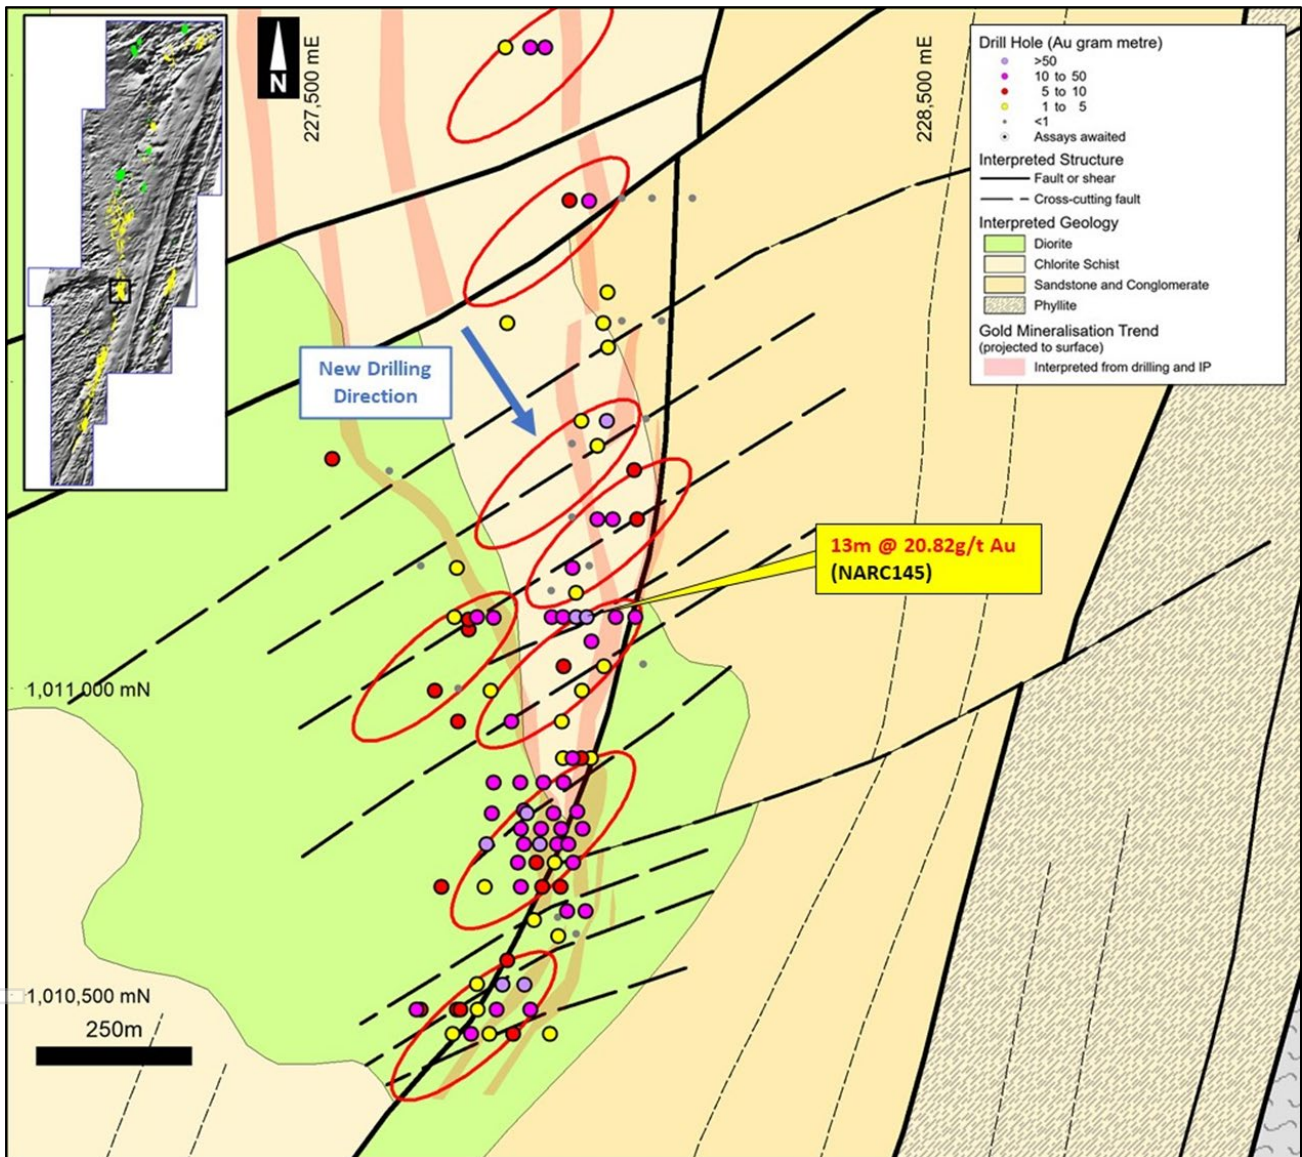 N
227,500 mE
228,500 mE
Drill Hole (Au gram metre)
>50
10 to 50
5 to 10
1 to 5
<1
Assays awaited
Interpreted Structure
Fault or shear
Cross-cutting fault
Interpreted Geology
Diorite
Chlorite Schist
Sandstone and Conglomerate
Phyllite
Gold Mineralisation Trend
(projected to surface)
Interpreted from drilling and IP
New Drilling
Direction
13m @ 20.82g/t Au
(NARC145)
1,011,000 mN
1,010,500 mN
250m